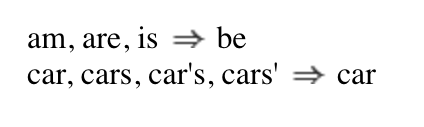 am, are, is ⇒ be
car, cars, car's, cars' ⇒ car